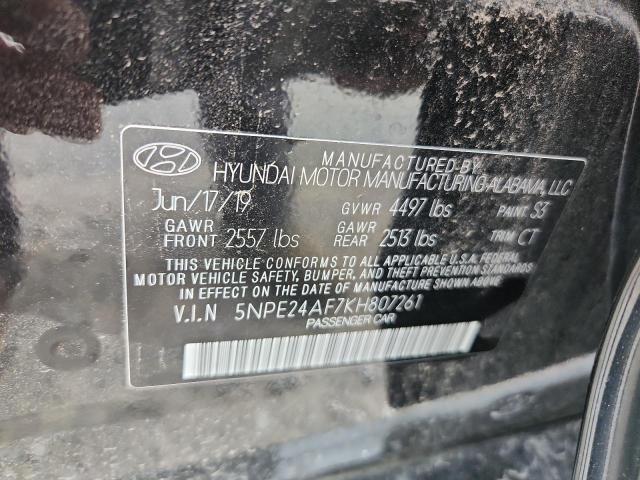 MANUFACTURED BY
HYUNDAI MOTOR MANUFACTURING ALABAMA, LLC
Jun/17/19 GVWR 4497 lbs PAINT S3
GAWR FRONT 2557 lbs GAWR REAR 2513 lbs TRIM CT
THIS VEHICLE CONFORMS TO ALL APPLICABLE U.S.A FEDERAL
MOTOR VEHICLE SAFETY, BUMPER, AND THEFT PREVENTION STANDARDS
IN EFFECT ON THE DATE OF MANUFACTURE SHOWN ABOVE
V.I.N 5NPE24AF7KH807261
PASSENGER CAR